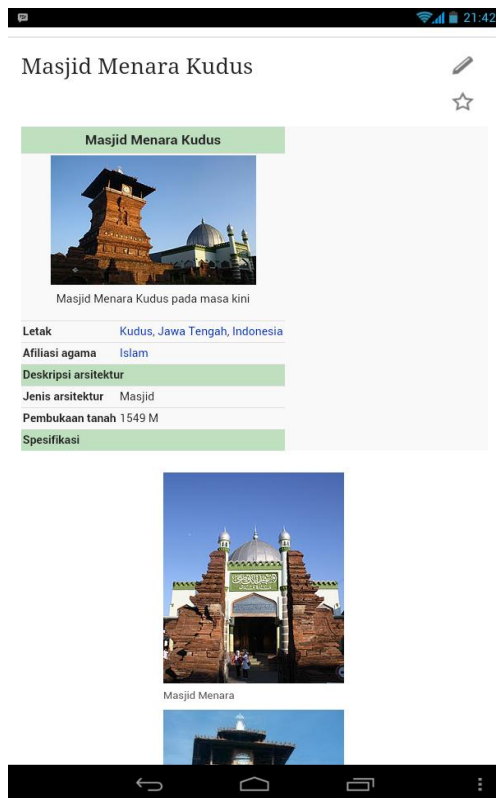 21:42
Masjid Menara Kudus
Masjid Menara Kudus
Masjid Menara Kudus pada masa kini
Letak Kudus, Jawa Tengah, Indonesia
Afiliasi agama Islam
Deskripsi arsitektur
Jenis arsitektur Masjid
Pembukaan tanah 1549 M
Spesifikasi
Masjid Menara